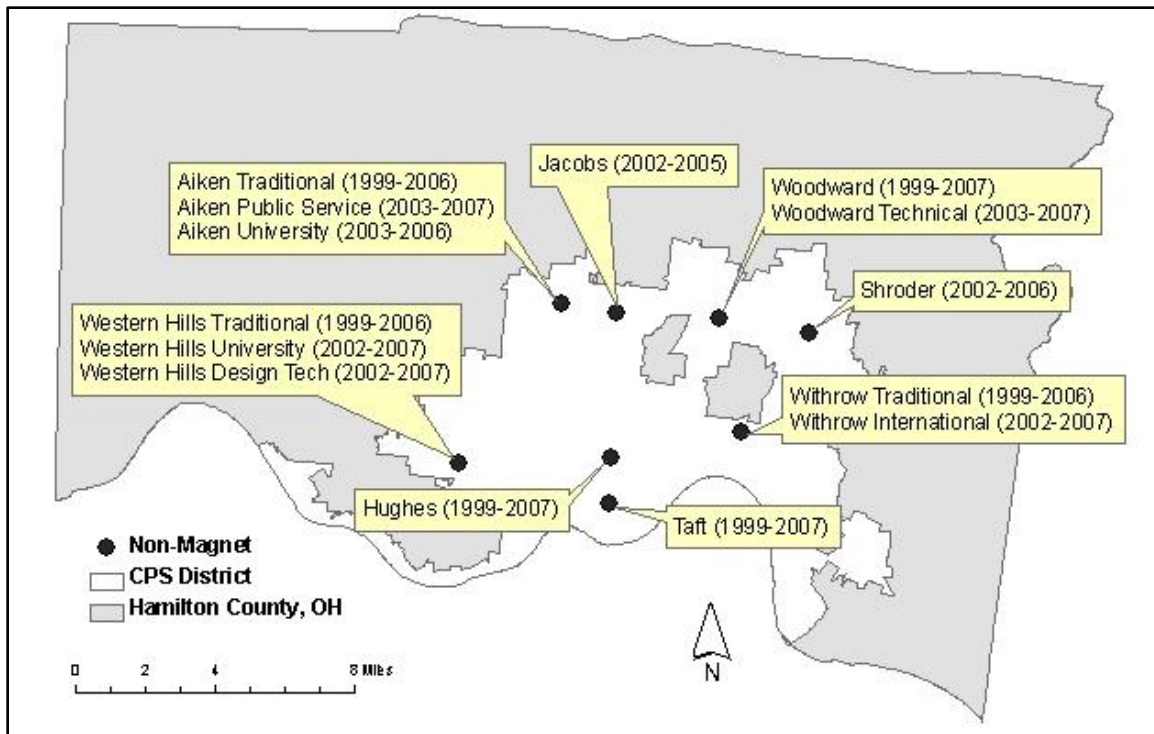 Jacobs (2002-2005)
Aiken Traditional (1999-2006)
Aiken Public Service (2003-2007)
Aiken University (2003-2006)
Woodward (1999-2007)
Woodward Technical (2003-2007)
Shroder (2002-2006)
Western Hills Traditional (1999-2006)
Western Hills University (2002-2007)
Western Hills Design Tech (2002-2007)
Withrow Traditional (1999-2006)
Withrow International (2002-2007)
Hughes (1999-2007)
Taft (1999-2007)
Non-Magnet
CPS District
Hamilton County, OH
0 2 4 8 Miles
N